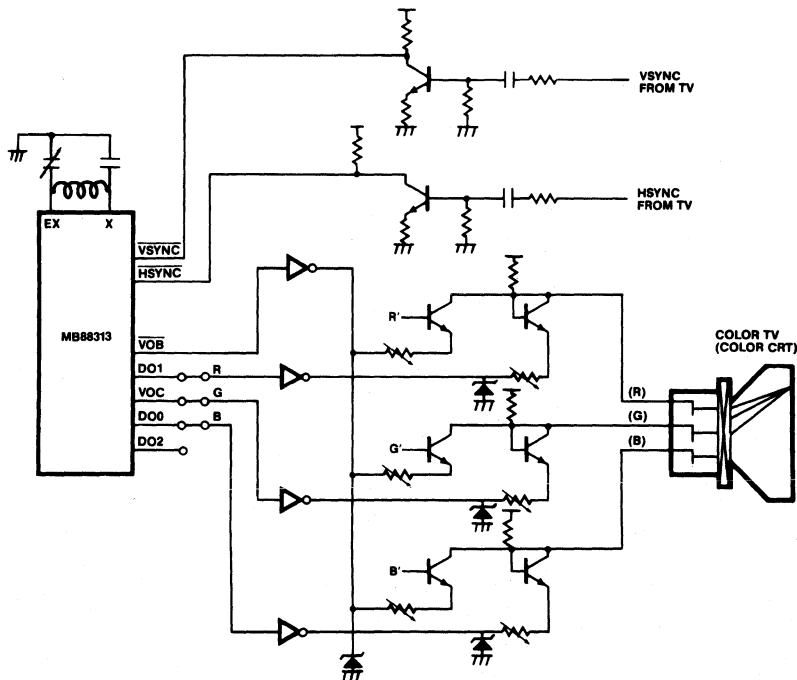 VSYNC
FROM TV
HSYNC
FROM TV
EX X
VSYNC
HSYNC
MB88313
VOB
R'
COLOR TV
(COLOR CRT)
DO1 R
(R)
VOC G
(G)
DO0 B
(B)
DO2
G'
B'